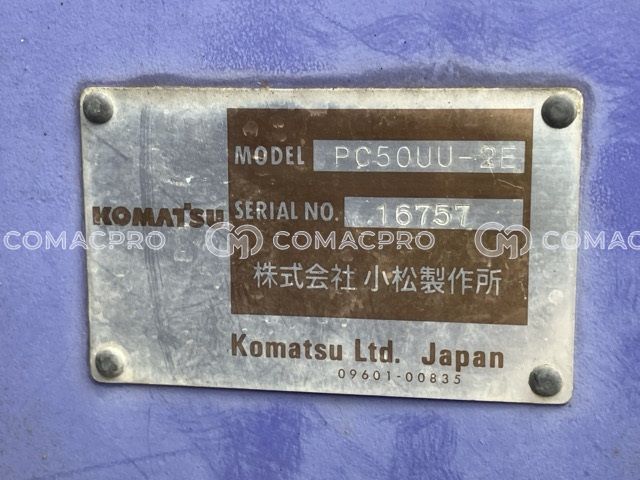 MODEL PC50UU-2E
KOMATSU SERIAL NO. 16757
COMACPRO COMACPRO COMACPRO
株式会社 小松製作所
Komatsu Ltd. Japan
09601-00835